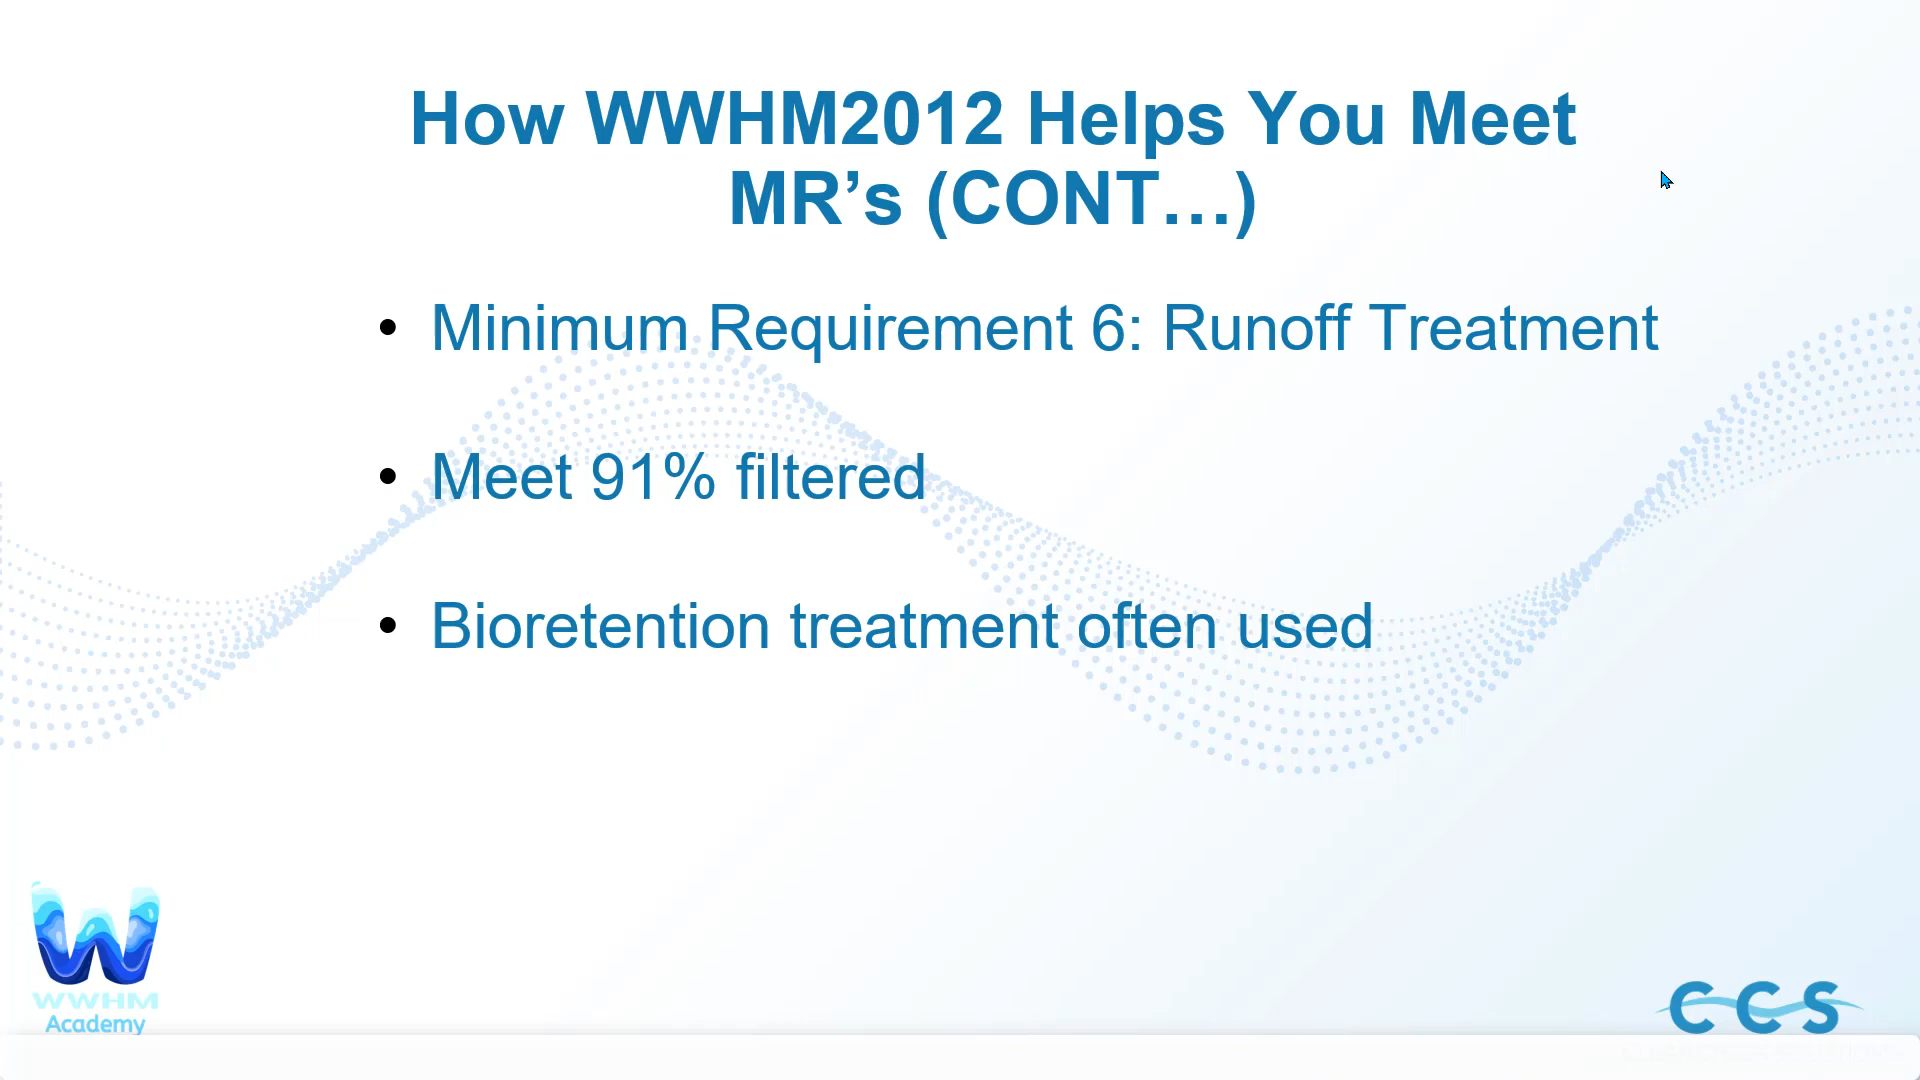 How WWHM2012 Helps You Meet
MR’s (CONT…)
• Minimum Requirement 6: Runoff Treatment
• Meet 91% filtered
• Bioretention treatment often used
WWHM
Academy
CCS